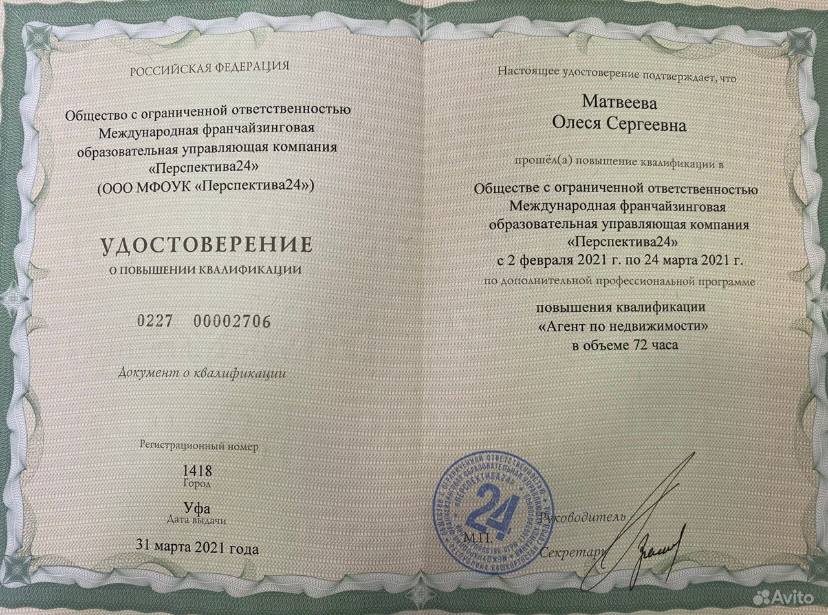 РОССИЙСКАЯ ФЕДЕРАЦИЯ
Общество с ограниченной ответственностью
Международная франчайзинговая
образовательная управляющая компания
«Перспектива24»
(ООО МФОУК «Перспектива24»)
УДОСТОВЕРЕНИЕ
О ПОВЫШЕНИИ КВАЛИФИКАЦИИ
0227 00002706
Документ о квалификации
Регистрационный номер
1418
Город
Уфа
Дата выдачи
31 марта 2021 года
Настоящее удостоверение подтверждает, что
Матвеева
Олеся Сергеевна
прошёл(а) повышение квалификации в
Обществе с ограниченной ответственностью
Международная франчайзинговая
образовательная управляющая компания
«Перспектива24»
с 2 февраля 2021 г. по 24 марта 2021 г.
по дополнительной профессиональной программе
повышения квалификации
«Агент по недвижимости»
в объеме 72 часа
24
М.П.
Руководитель
Секретарь
Avito